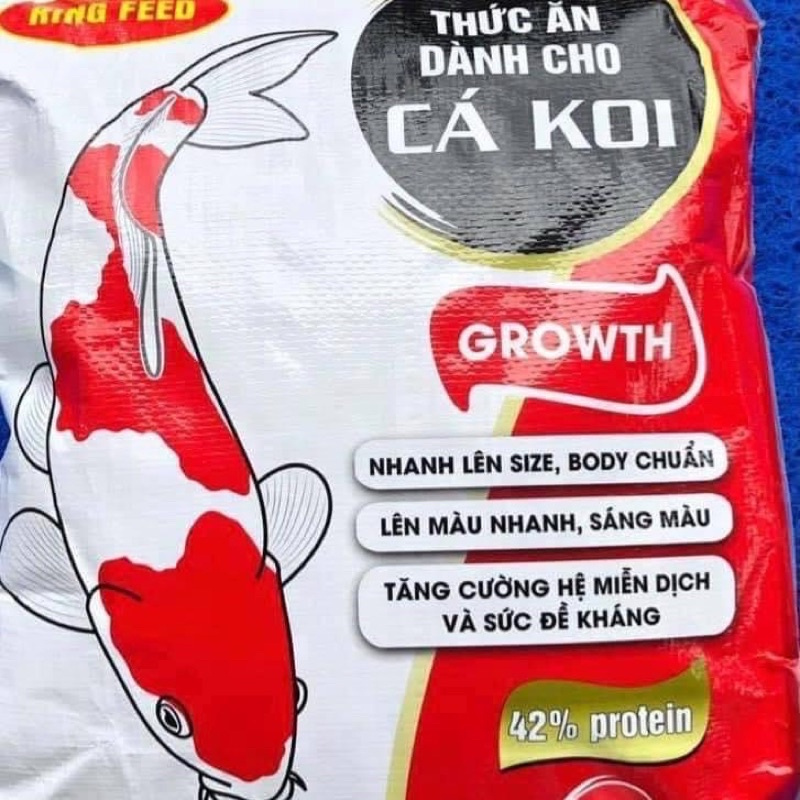 KING FEED
THỨC ĂN
DÀNH CHO
CÁ KOI
GROWTH
NHANH LÊN SIZE, BODY CHUẨN
LÊN MÀU NHANH, SÁNG MÀU
TĂNG CƯỜNG HỆ MIỄN DỊCH
VÀ SỨC ĐỀ KHÁNG
42% protein